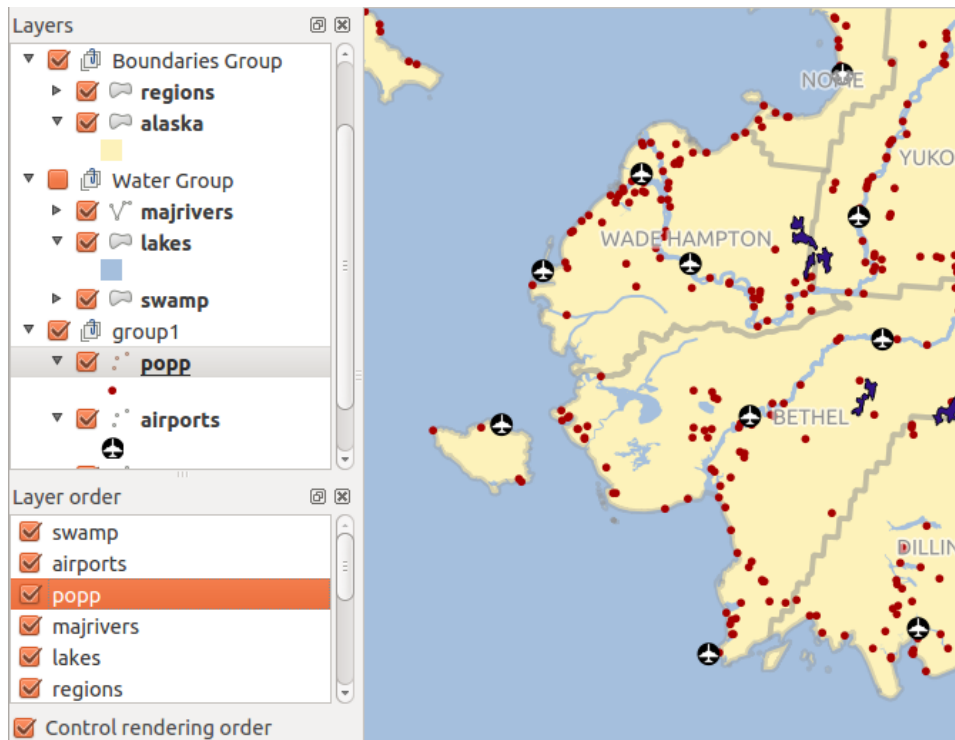 Layers
Boundaries Group
regions
alaska
Water Group
majrivers
lakes
swamp
group1
popp
airports
Layer order
swamp
airports
popp
majrivers
lakes
regions
Control rendering order
NOME
YUKO
WADE HAMPTON
BETHEL
DILLIN